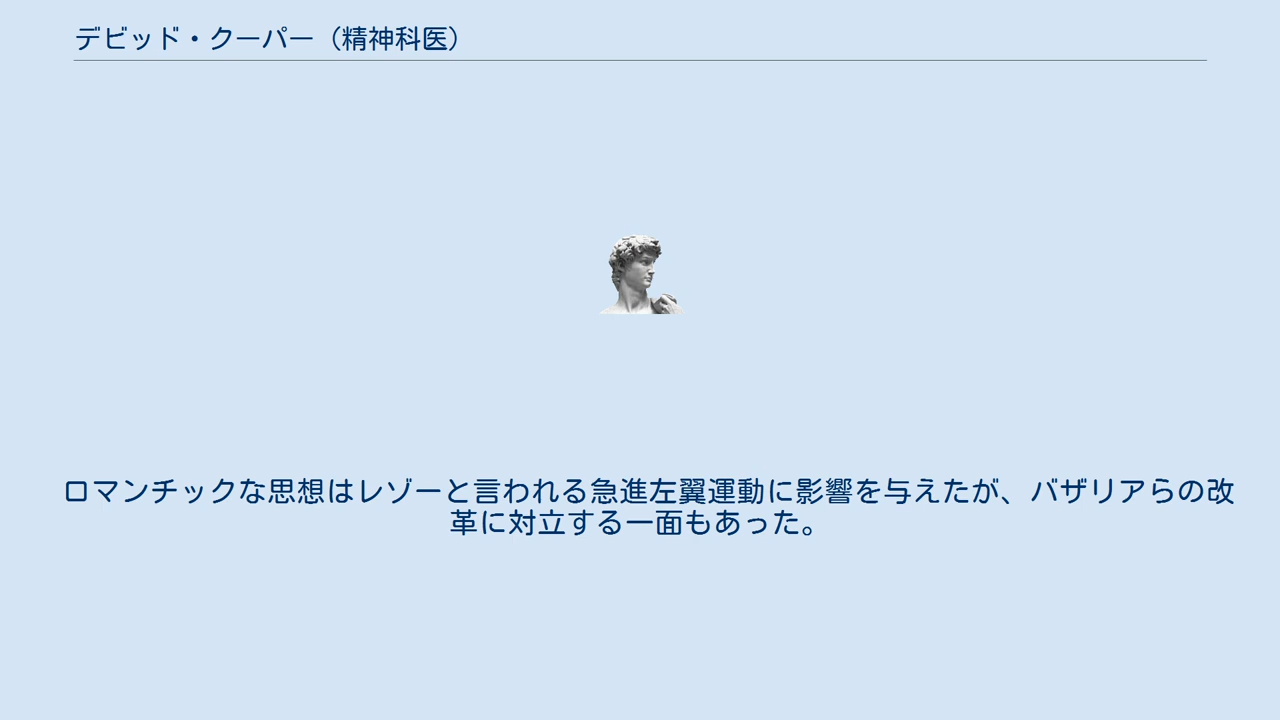 デビッド・クーパー（精神科医）
ロマンチックな思想はレゾーと言われる急進左翼運動に影響を与えたが、バザリアらの改
革に対立する一面もあった。